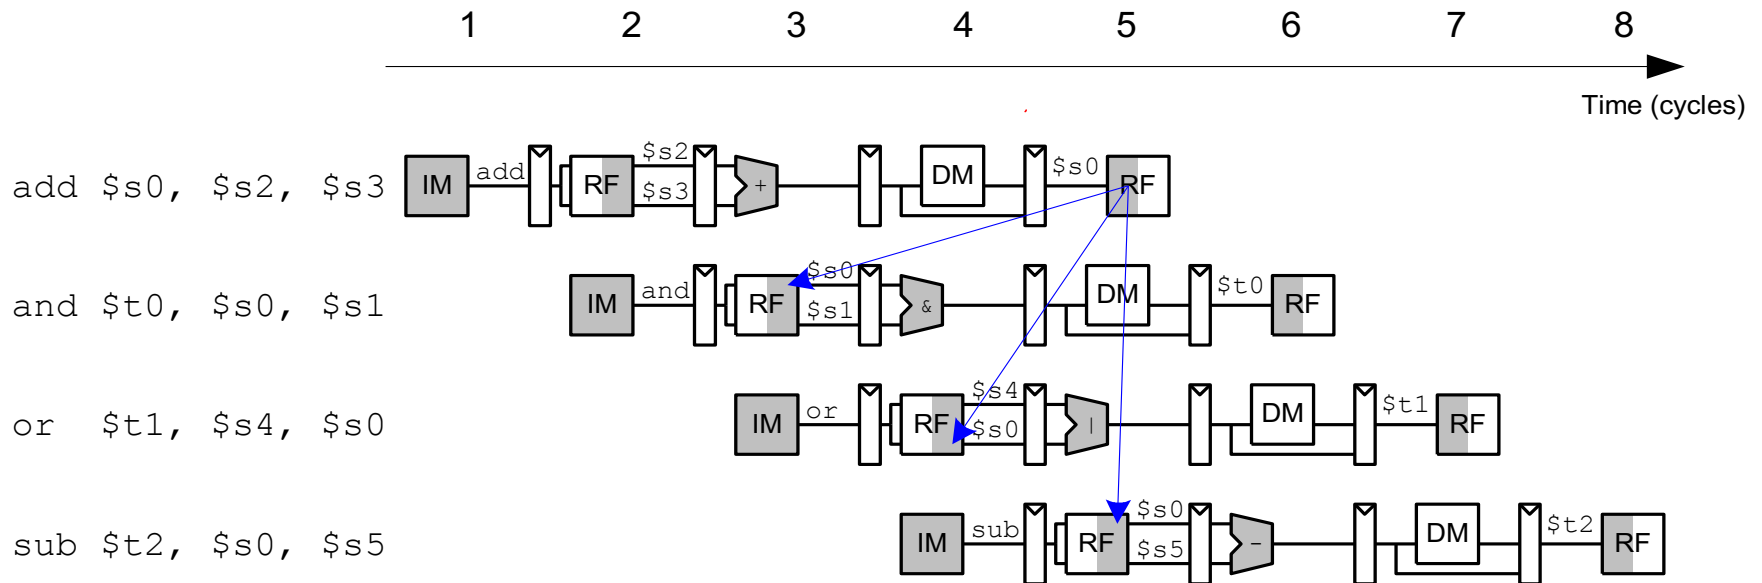 1 2 3 4 5 6 7 8
Time (cycles)
add $s0, $s2, $s3 IM add RF $s2 $s3 + DM $s0 RF
and $t0, $s0, $s1 IM and RF $s0 $s1 & DM $t0 RF
or $t1, $s4, $s0 IM or RF $s4 $s0 | DM $t1 RF
sub $t2, $s0, $s5 IM sub RF $s0 $s5 - DM $t2 RF